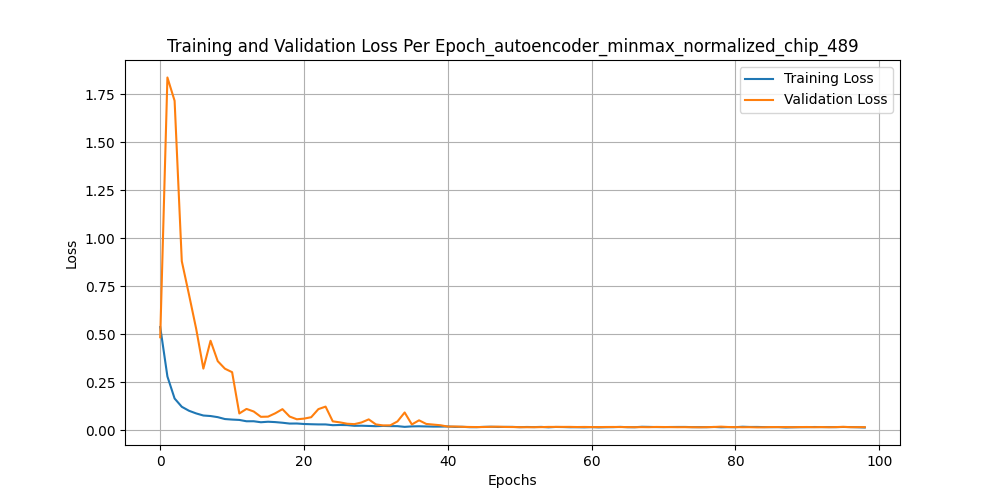 Training and Validation Loss Per Epoch_autoencoder_minmax_normalized_chip_489
Training Loss
Validation Loss
1.75
1.50
1.25
1.00
0.75
0.50
0.25
0.00
Loss
0 20 40 60 80 100
Epochs